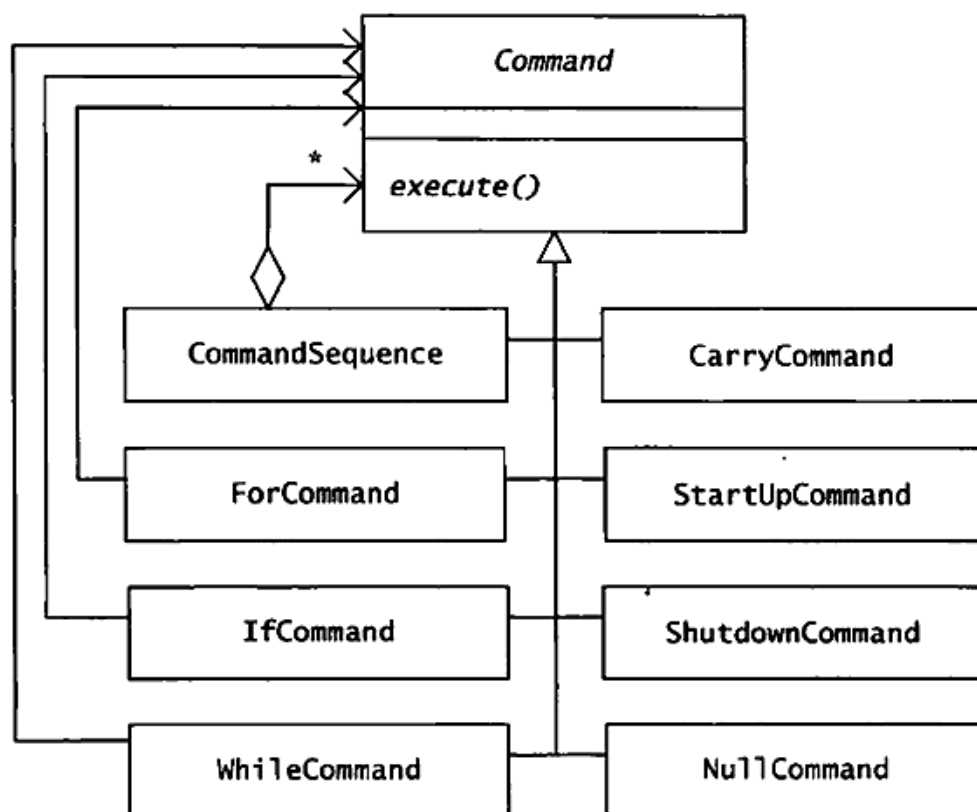 Command
*
execute()
CommandSequence
CarryCommand
ForCommand
StartUpCommand
IfCommand
ShutdownCommand
WhileCommand
NullCommand